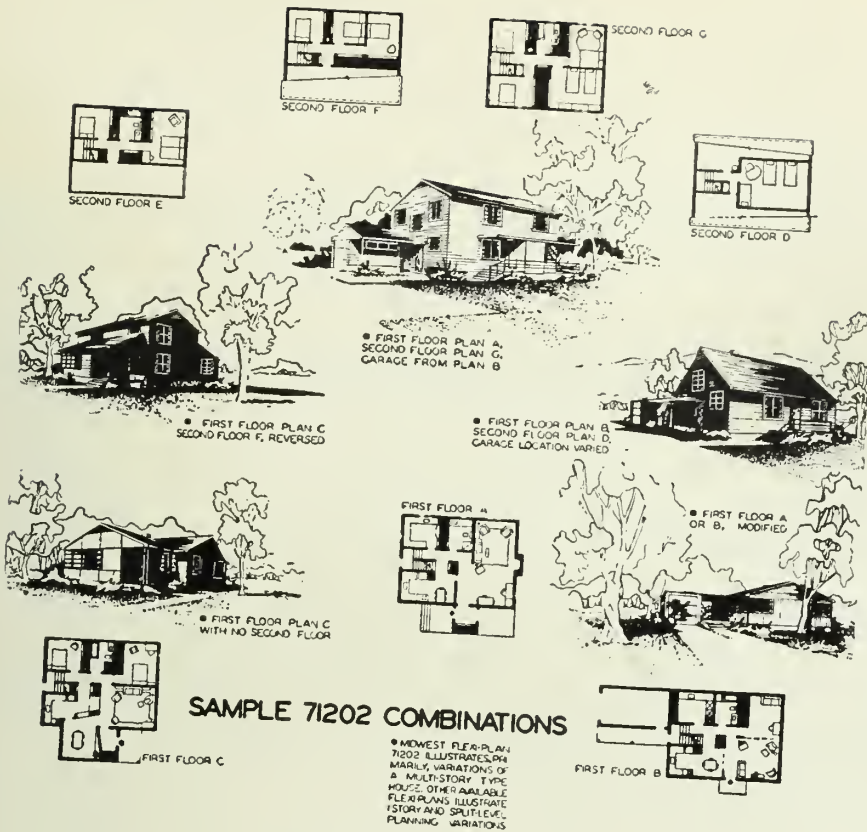 SECOND FLOOR F
SECOND FLOOR G
SECOND FLOOR E
SECOND FLOOR D
• FIRST FLOOR PLAN A,
SECOND FLOOR PLAN G,
GARAGE FROM PLAN B
• FIRST FLOOR PLAN C
SECOND FLOOR F, REVERSED
• FIRST FLOOR PLAN B,
SECOND FLOOR PLAN D,
GARAGE LOCATION VARIED
FIRST FLOOR A
• FIRST FLOOR A
OR B, MODIFIED
• FIRST FLOOR PLAN C
WITH NO SECOND FLOOR
SAMPLE 71202 COMBINATIONS
FIRST FLOOR C
• MIDWEST FLEXI-PLAN
71202 ILLUSTRATES, PRI
MARILY, VARIATIONS OF
A MULTI-STORY TYPE
HOUSE. OTHER AVAILABLE
FLEXI-PLANS ILLUSTRATE
1 STORY AND SPLIT-LEVEL
PLANNING VARIATIONS
FIRST FLOOR B